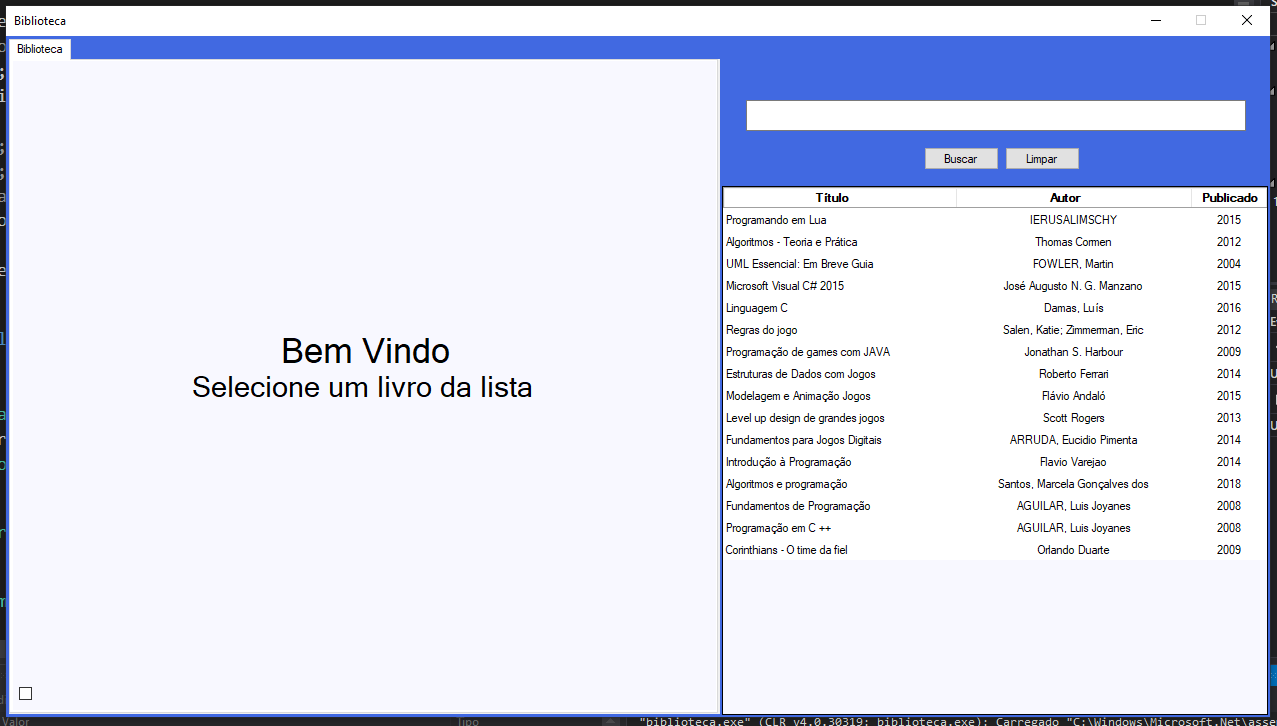 Biblioteca
Biblioteca
Buscar Limpar
Título Autor Publicado
Programando em Lua IERUSALIMSCHY 2015
Algoritmos - Teoria e Prática Thomas Cormen 2012
UML Essencial: Em Breve Guia FOWLER, Martin 2004
Microsoft Visual C# 2015 José Augusto N. G. Manzano 2015
Linguagem C Damas, Luís 2016
Regras do jogo Salen, Katie; Zimmerman, Eric 2012
Programação de games com JAVA Jonathan S. Harbour 2009
Estruturas de Dados com Jogos Roberto Ferrari 2014
Modelagem e Animação Jogos Flávio Andaló 2015
Level up design de grandes jogos Scott Rogers 2013
Fundamentos para Jogos Digitais ARRUDA, Eucidio Pimenta 2014
Introdução à Programação Flavio Varejao 2014
Algoritmos e programação Santos, Marcela Gonçalves dos 2018
Fundamentos de Programação AGUILAR, Luis Joyanes 2008
Programação em C ++ AGUILAR, Luis Joyanes 2008
Corinthians - O time da fiel Orlando Duarte 2009
Bem Vindo
Selecione um livro da lista
Valor Tipo "biblioteca.exe" (CLR v4.0.30319: biblioteca.exe): Carregado "C:\Windows\Microsoft.Net\asse